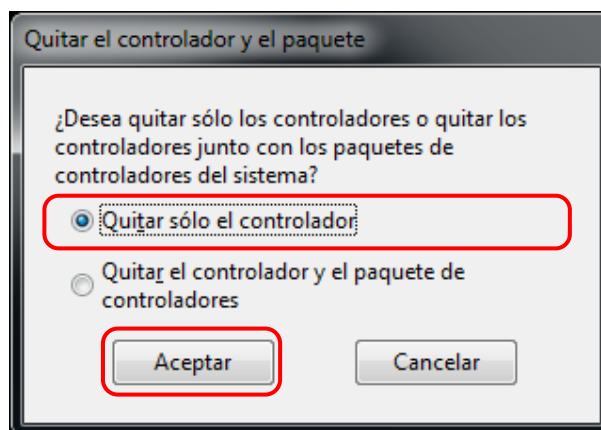 Quitar el controlador y el paquete
¿Desea quitar sólo los controladores o quitar los
controladores junto con los paquetes de
controladores del sistema?
Quitar sólo el controlador
Quitar el controlador y el paquete de
controladores
Aceptar
Cancelar